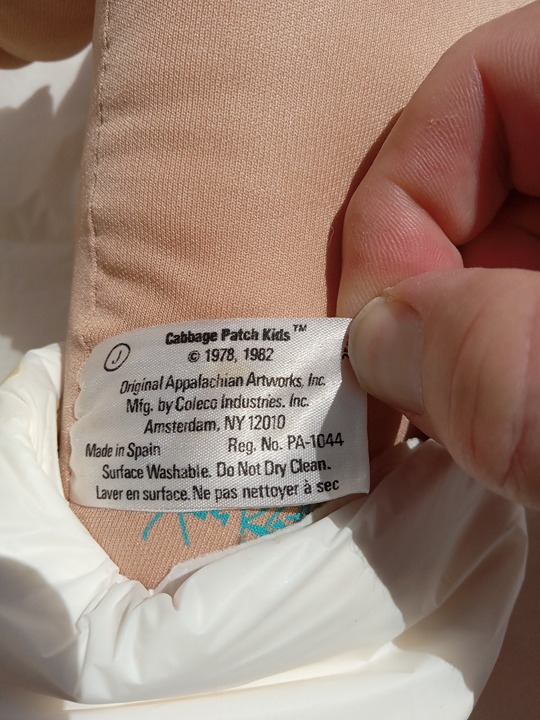 Cabbage Patch Kids™
J
© 1978, 1982
Original Appalachian Artworks, Inc.
Mfg. by Coleco Industries. Inc.
Amsterdam, NY 12010
Made in Spain Reg. No. PA-1044
Surface Washable. Do Not Dry Clean.
Laver en surface. Ne pas nettoyer à sec